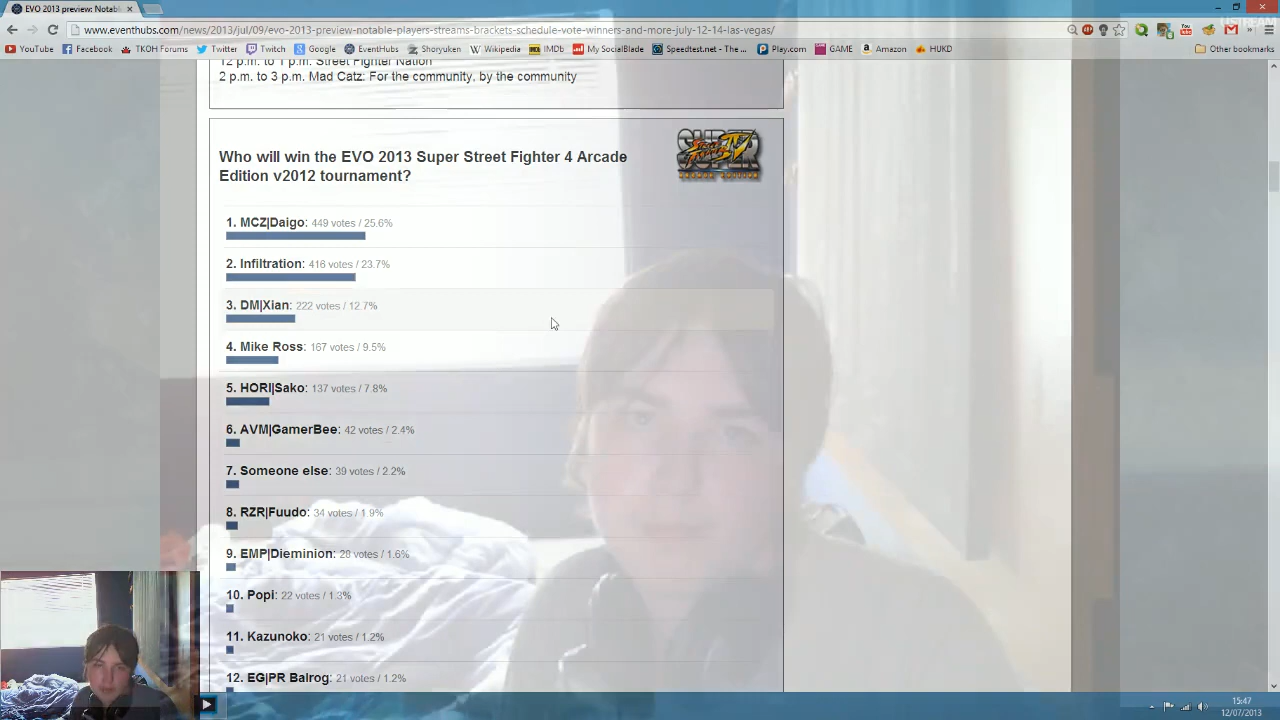 EVO 2013 preview: Notabl
USTREAM
www.eventhubs.com/news/2013/jul/09/evo-2013-preview-notable-players-streams-brackets-schedule-vote-winners-and-more-july-12-14-las-vegas/
YouTube Facebook TKOH Forums Twitter Twitch Google EventHubs Shoryuken Wikipedia IMDb My SocialBlade Speedtest.net - The ... Play.com GAME Amazon HUKD Other bookmarks
12 p.m. to 1 p.m. Street Fighter Nation
2 p.m. to 3 p.m. Mad Catz: For the community, by the community
Who will win the EVO 2013 Super Street Fighter 4 Arcade
Edition v2012 tournament?
1. MCZ|Daigo: 449 votes / 25.6%
2. Infiltration: 416 votes / 23.7%
3. DM|Xian: 222 votes / 12.7%
4. Mike Ross: 167 votes / 9.5%
5. HORI|Sako: 137 votes / 7.8%
6. AVM|GamerBee: 42 votes / 2.4%
7. Someone else: 39 votes / 2.2%
8. RZR|Fuudo: 34 votes / 1.9%
9. EMP|Dieminion: 28 votes / 1.6%
10. Popi: 22 votes / 1.3%
11. Kazunoko: 21 votes / 1.2%
12. EG|PR Balrog: 21 votes / 1.2%
15:47
12/07/2013